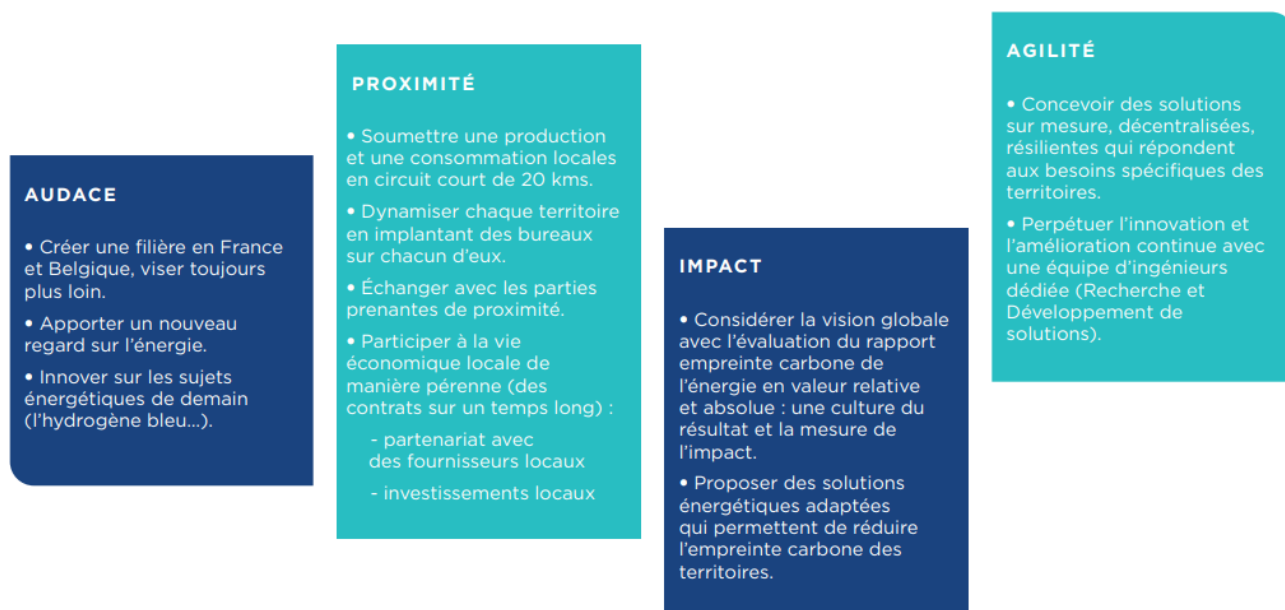 AUDACE
• Créer une filière en France
et Belgique, viser toujours
plus loin.
• Apporter un nouveau
regard sur l'énergie.
• Innover sur les sujets
énergétiques de demain
(l'hydrogène bleu...).
PROXIMITÉ
• Soumettre une production
et une consommation locales
en circuit court de 20 kms.
• Dynamiser chaque territoire
en implantant des bureaux
sur chacun d'eux.
• Échanger avec les parties
prenantes de proximité.
• Participer à la vie
économique locale de
manière pérenne (des
contrats sur un temps long) :
- partenariat avec
des fournisseurs locaux
- investissements locaux
IMPACT
• Considérer la vision globale
avec l'évaluation du rapport
empreinte carbone de
l'énergie en valeur relative
et absolue : une culture du
résultat et la mesure de
l'impact.
• Proposer des solutions
énergétiques adaptées
qui permettent de réduire
l'empreinte carbone des
territoires.
AGILITÉ
• Concevoir des solutions
sur mesure, décentralisées,
résilientes qui répondent
aux besoins spécifiques des
territoires.
• Perpétuer l'innovation et
l'amélioration continue avec
une équipe d'ingénieurs
dédiée (Recherche et
Développement de
solutions).